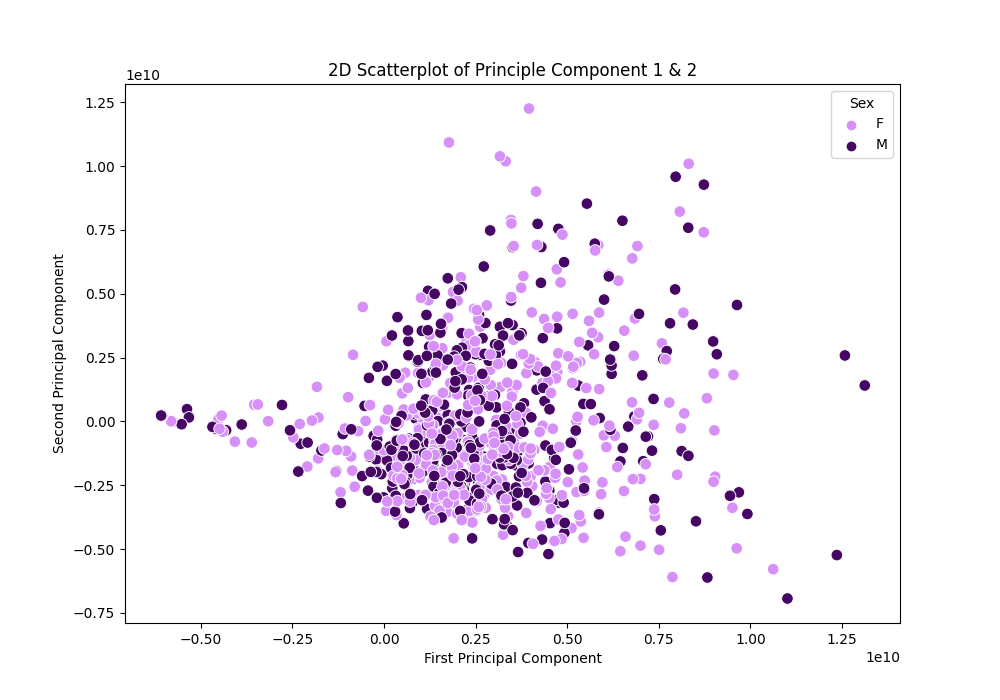 2D Scatterplot of Principle Component 1 & 2
1e10
Sex
F
M
1.25
1.00
0.75
0.50
0.25
0.00
−0.25
−0.50
−0.75
Second Principal Component
−0.50
−0.25
0.00
0.25
0.50
0.75
1.00
1.25
1e10
First Principal Component